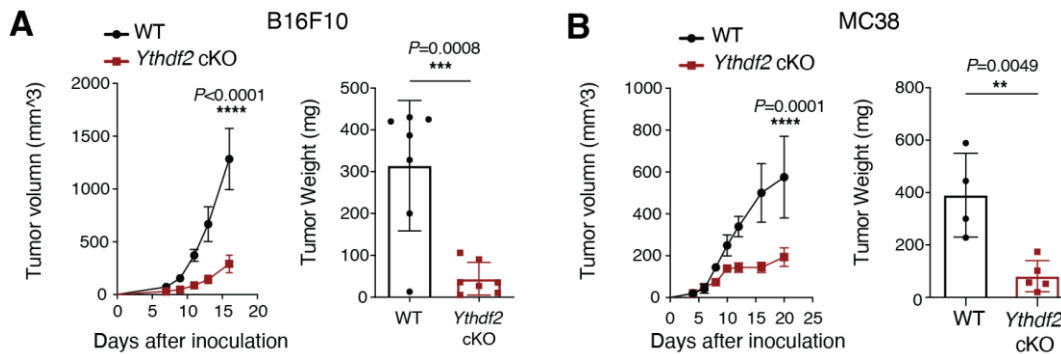 A
B16F10
WT
Ythdf2 cKO
P<0.0001
****
Tumor volumn (mm^3)
2000
1500
1000
500
0
0 5 10 15 20
Days after inoculation
P=0.0008
***
Tumor Weight (mg)
500
400
300
200
100
0
WT
Ythdf2
cKO
B
MC38
WT
Ythdf2 cKO
P=0.0001
****
Tumor volumn (mm^3)
1000
800
600
400
200
0
0 5 10 15 20 25
Days after inoculation
P=0.0049
**
Tumor Weight (mg)
800
600
400
200
0
WT
Ythdf2
cKO